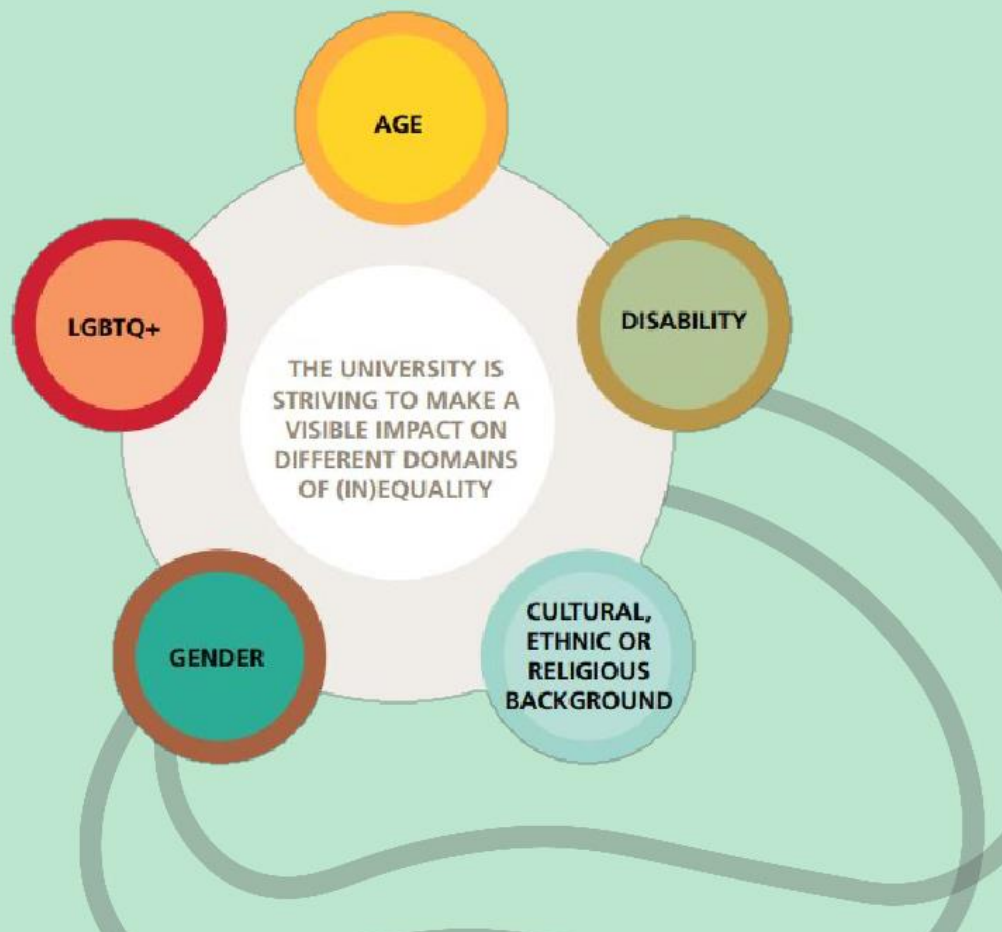 AGE
LGBTQ+
DISABILITY
THE UNIVERSITY IS
STRIVING TO MAKE A
VISIBLE IMPACT ON
DIFFERENT DOMAINS
OF (IN)EQUALITY
GENDER
CULTURAL,
ETHNIC OR
RELIGIOUS
BACKGROUND